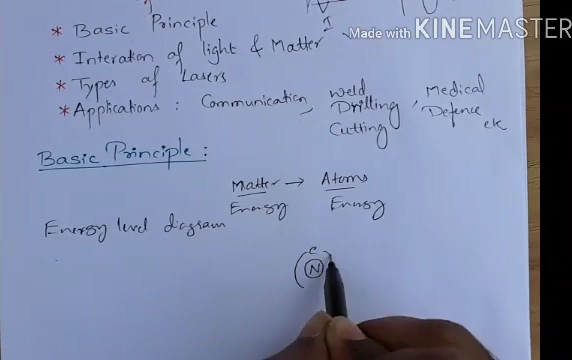 * Basic Principle
Made with KINEMASTER
* Interation of light & Matter
* Types of Lasers
* Applications : Communication, Weld Drilling Cutting, Medical Defence
Basic Principle :
Matter → Atoms
Energy Energy
Energy level diagram
e
N